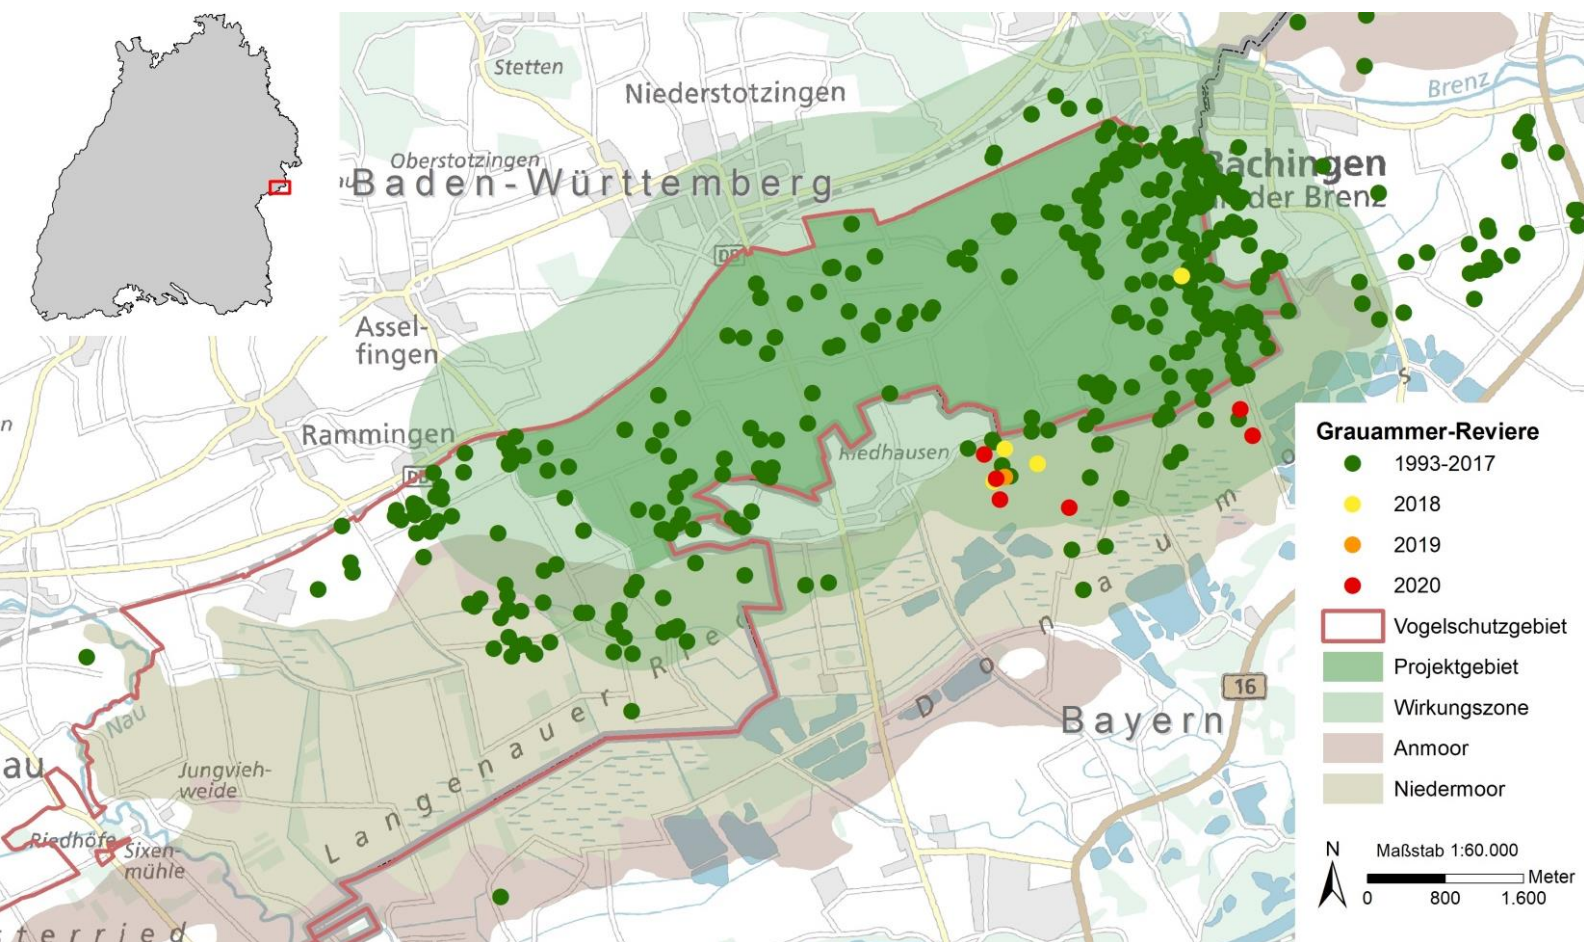 Stetten
Niederstotzingen
Brenz
Oberstotzingen
Baden-Württemberg
Bächingen
an der Brenz
DB
Assel-
fingen
Rammingen
DB
Riedhausen
Donaumoos
Langenauer Ried
Nau
Jungvieh-
weide
Riedhöfe
Sixen-
mühle
Bayern
16
Grauammer-Reviere
1993-2017
2018
2019
2020
Vogelschutzgebiet
Projektgebiet
Wirkungszone
Anmoor
Niedermoor
N
Maßstab 1:60.000
Meter
0 800 1.600